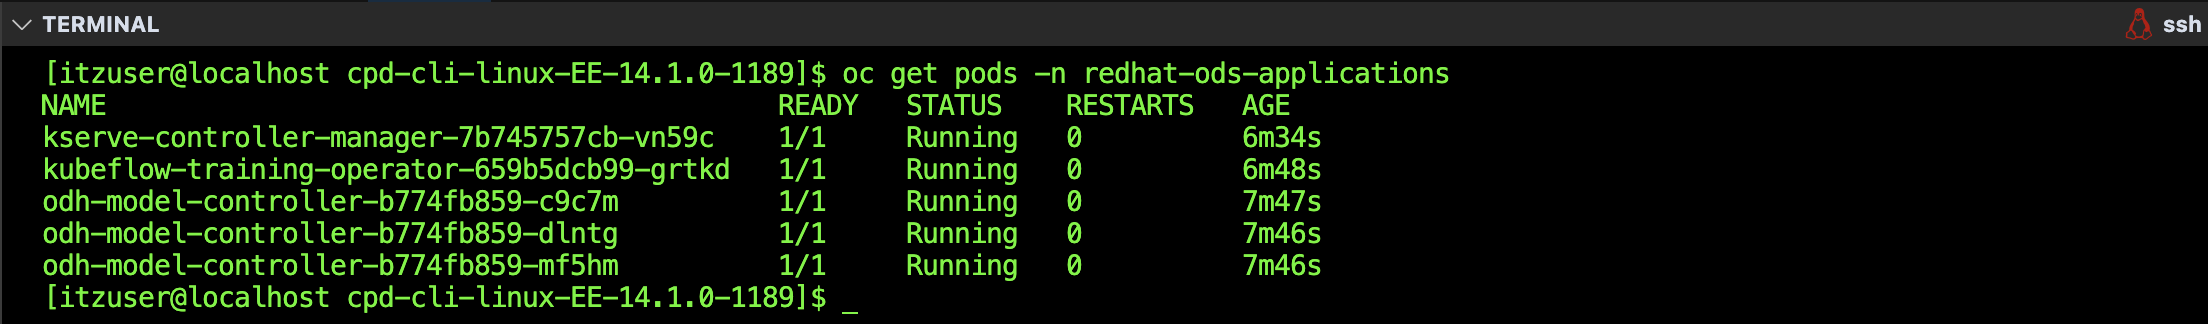 TERMINAL
ssh
[itzuser@localhost cpd-cli-linux-EE-14.1.0-1189]$ oc get pods -n redhat-ods-applications
NAME READY STATUS RESTARTS AGE
kserve-controller-manager-7b745757cb-vn59c 1/1 Running 0 6m34s
kubeflow-training-operator-659b5dcb99-grtkd 1/1 Running 0 6m48s
odh-model-controller-b774fb859-c9c7m 1/1 Running 0 7m47s
odh-model-controller-b774fb859-dlntg 1/1 Running 0 7m46s
odh-model-controller-b774fb859-mf5hm 1/1 Running 0 7m46s
[itzuser@localhost cpd-cli-linux-EE-14.1.0-1189]$ _